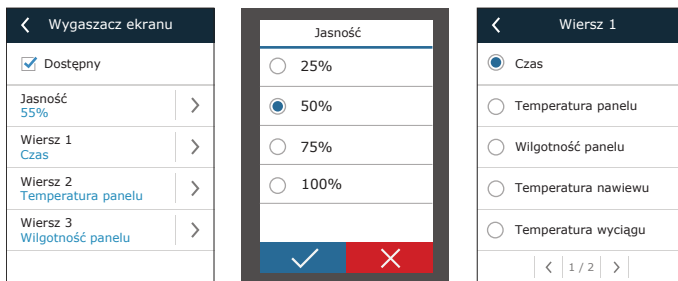 Wygaszacz ekranu
Dostępny
Jasność
55%
Wiersz 1
Czas
Wiersz 2
Temperatura panelu
Wiersz 3
Wilgotność panelu
Jasność
25%
50%
75%
100%
Wiersz 1
Czas
Temperatura panelu
Wilgotność panelu
Temperatura nawiewu
Temperatura wyciągu
1 / 2